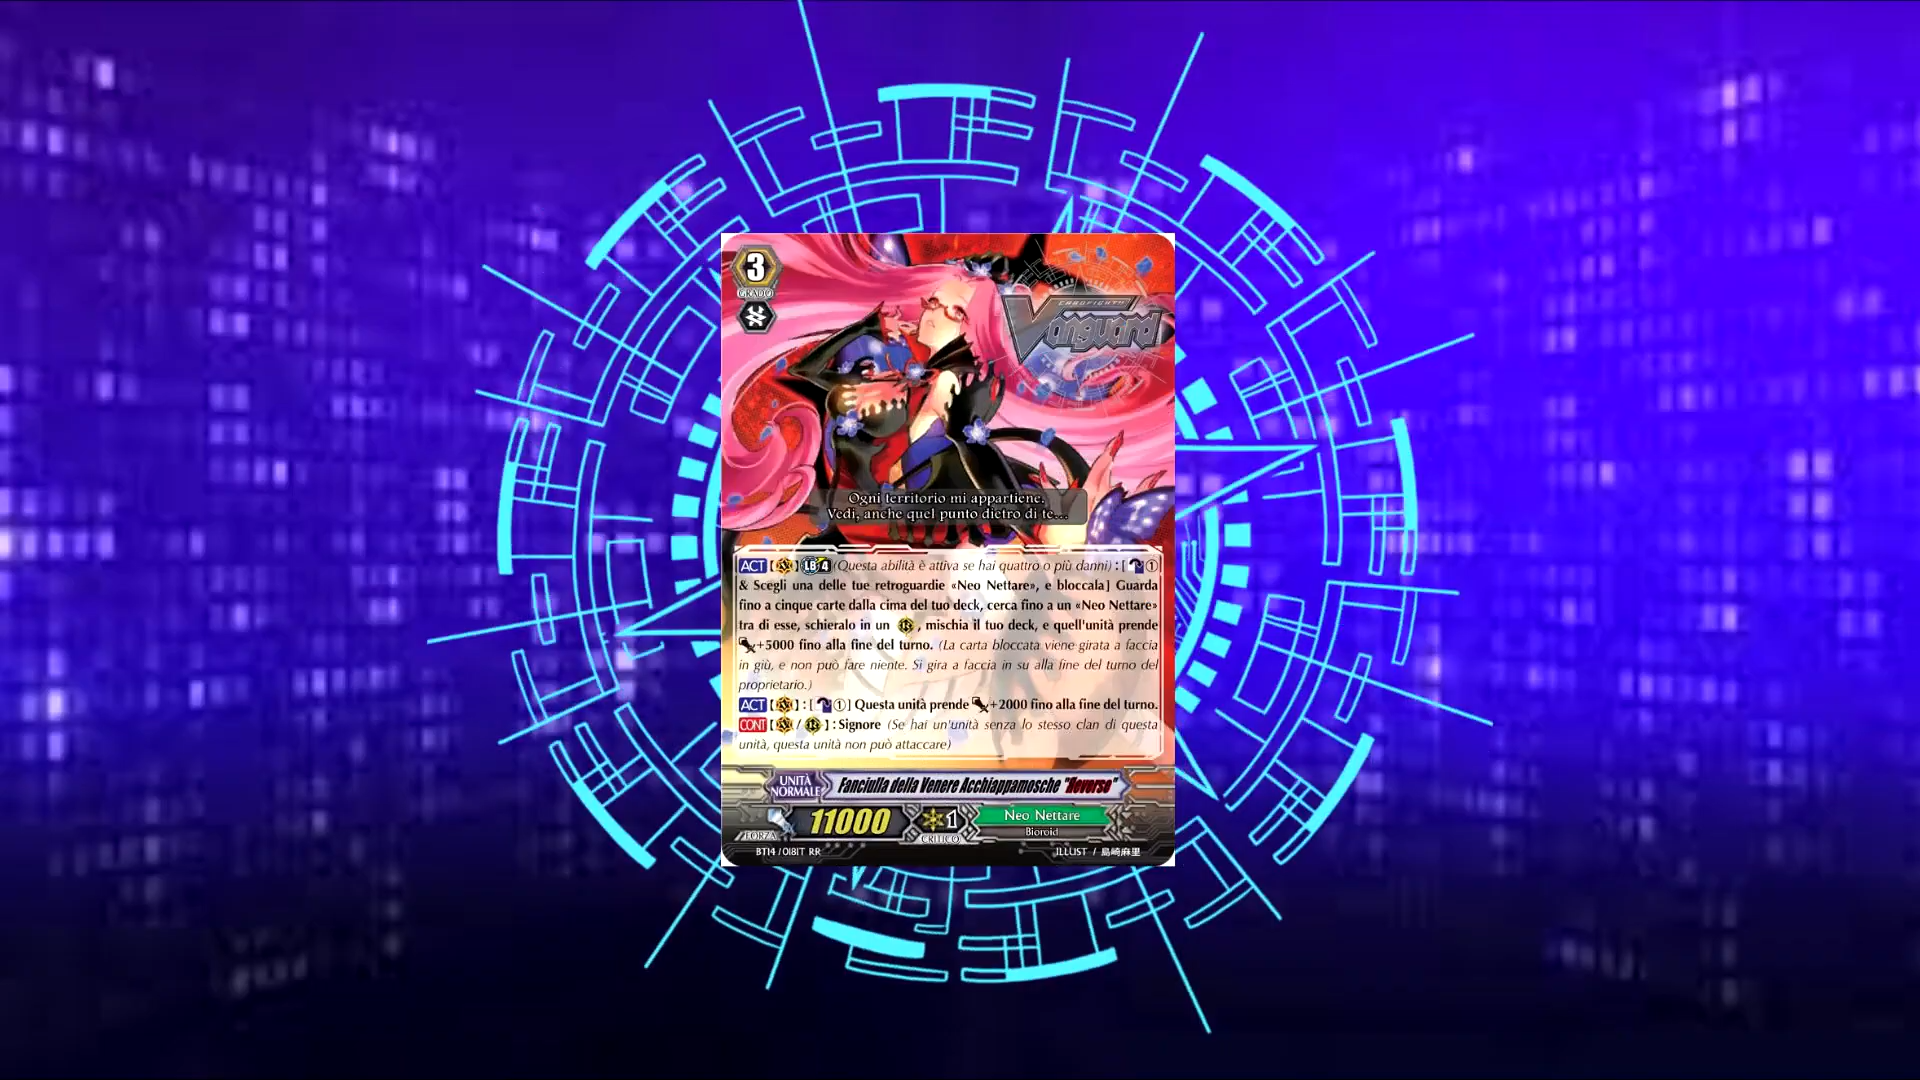 3
GRADO
CARDFIGHT!!
Vanguard
Ogni territorio mi appartiene.
Vedi, anche quel punto dietro di te...
ACT [ ] LB 4 (Questa abilità è attiva se hai quattro o più danni) : [ ①
& Scegli una delle tue retroguardie «Neo Nettare», e bloccala] Guarda
fino a cinque carte dalla cima del tuo deck, cerca fino a un «Neo Nettare»
tra di esse, schieralo in un R , mischia il tuo deck, e quell'unità prende
+5000 fino alla fine del turno. (La carta bloccata viene girata a faccia
in giù, e non può fare niente. Si gira a faccia in su alla fine del turno del
proprietario.)
ACT [ ] : [ ①] Questa unità prende +2000 fino alla fine del turno.
CONT [ / R ] : Signore (Se hai un'unità senza lo stesso clan di questa
unità, questa unità non può attaccare)
UNITÀ
NORMALE
Fanciulla della Venere Acchiappamosche "Яeverse"
FORZA
11000
1
CRITICO
Neo Nettare
Bioroid
BT14 / 018IT RR
ILLUST / 島崎麻里